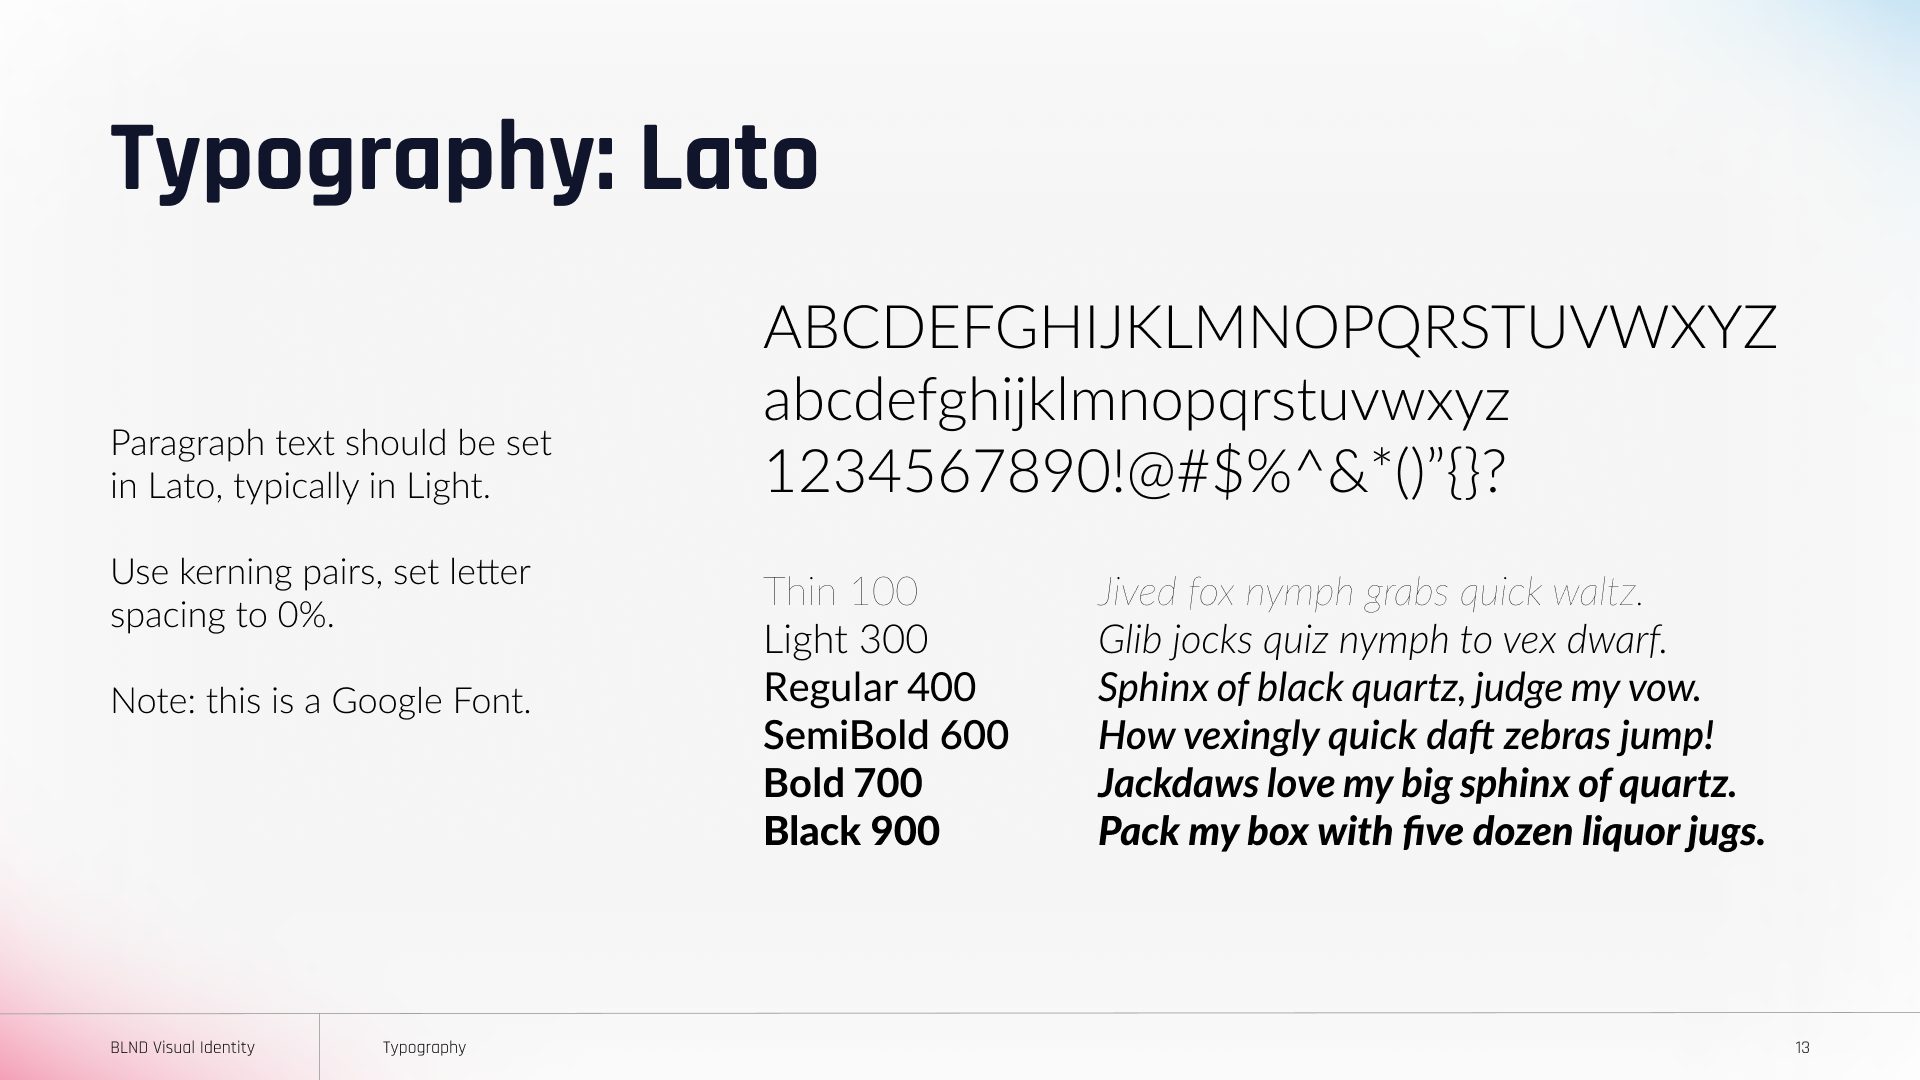 Typography: Lato
Paragraph text should be set
in Lato, typically in Light.
Use kerning pairs, set letter
spacing to 0%.
Note: this is a Google Font.
ABCDEFGHIJKLMNOPQRSTUVWXYZ
abcdefghijklmnopqrstuvwxyz
1234567890!@#$%^&*()”{}?
Thin 100 Jived fox nymph grabs quick waltz.
Light 300 Glib jocks quiz nymph to vex dwarf.
Regular 400 Sphinx of black quartz, judge my vow.
SemiBold 600 How vexingly quick daft zebras jump!
Bold 700 Jackdaws love my big sphinx of quartz.
Black 900 Pack my box with five dozen liquor jugs.
BLND Visual Identity Typography 13